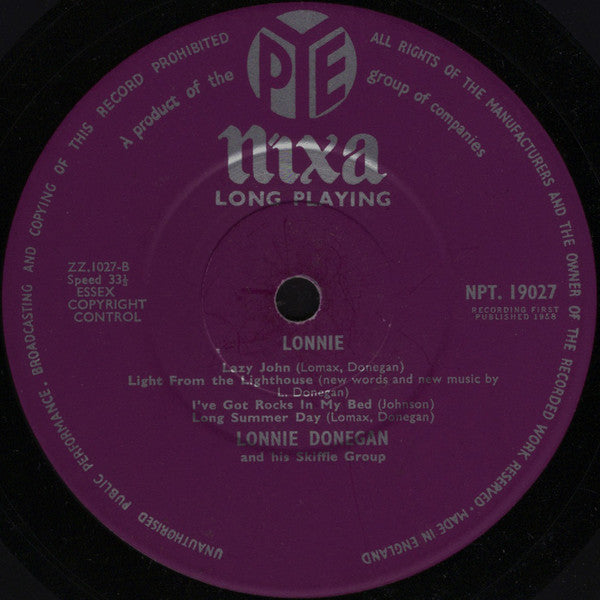 UNAUTHORISED PUBLIC PERFORMANCE · BROADCASTING AND COPYING OF THIS RECORD PROHIBITED
ALL RIGHTS OF THE MANUFACTURERS AND THE OWNER OF THE RECORDED WORK RESERVED · MADE IN ENGLAND
PYE
A product of the group of companies
nixa
LONG PLAYING
ZZ.1027-B
Speed 33⅓
ESSEX
COPYRIGHT
CONTROL
NPT. 19027
RECORDING FIRST
PUBLISHED 1958
LONNIE
Lazy John (Lomax, Donegan)
Light From the Lighthouse (new words and new music by
L. Donegan)
I've Got Rocks In My Bed (Johnson)
Long Summer Day (Lomax, Donegan)
LONNIE DONEGAN
and his Skiffle Group